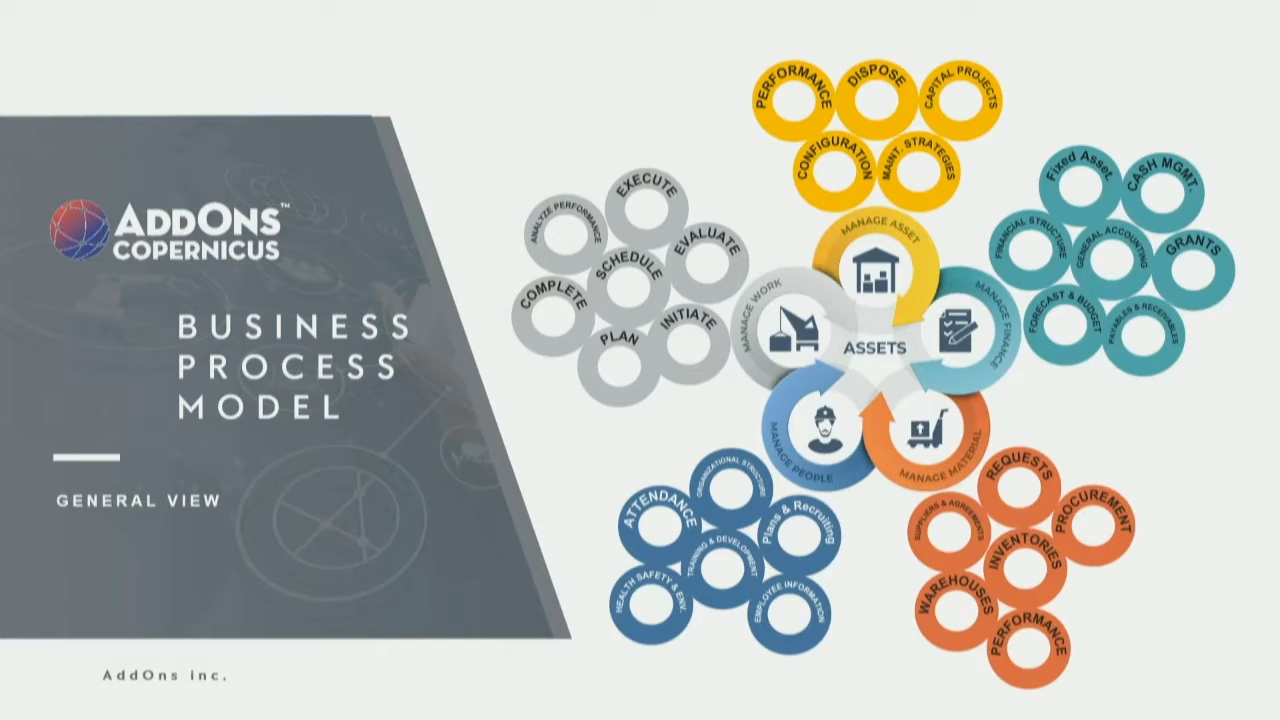 ADDONS™
COPERNICUS
BUSINESS
PROCESS
MODEL
GENERAL VIEW
AddOns inc.
PERFORMANCE
DISPOSE
CAPITAL PROJECTS
CONFIGURATION
MAINT. STRATEGIES
MANAGE ASSET
EXECUTE
ANALYZE PERFORMANCE
EVALUATE
SCHEDULE
COMPLETE
INITIATE
PLAN
MANAGE WORK
Fixed Asset
CASH MGMT.
FINANCIAL STRUCTURE
GENERAL ACCOUNTING
GRANTS
FORECAST & BUDGET
PAYABLES & RECEIVABLES
MANAGE FINANCE
ASSETS
MANAGE PEOPLE
MANAGE MATERIAL
ORGANIZATIONAL STRUCTURE
ATTENDANCE
Plans & Recruiting
TRAINING & DEVELOPMENT
HEALTH SAFETY & ENV.
EMPLOYEE INFORMATION
REQUESTS
SUPPLIERS & AGREEMENTS
PROCUREMENT
INVENTORIES
WAREHOUSES
PERFORMANCE